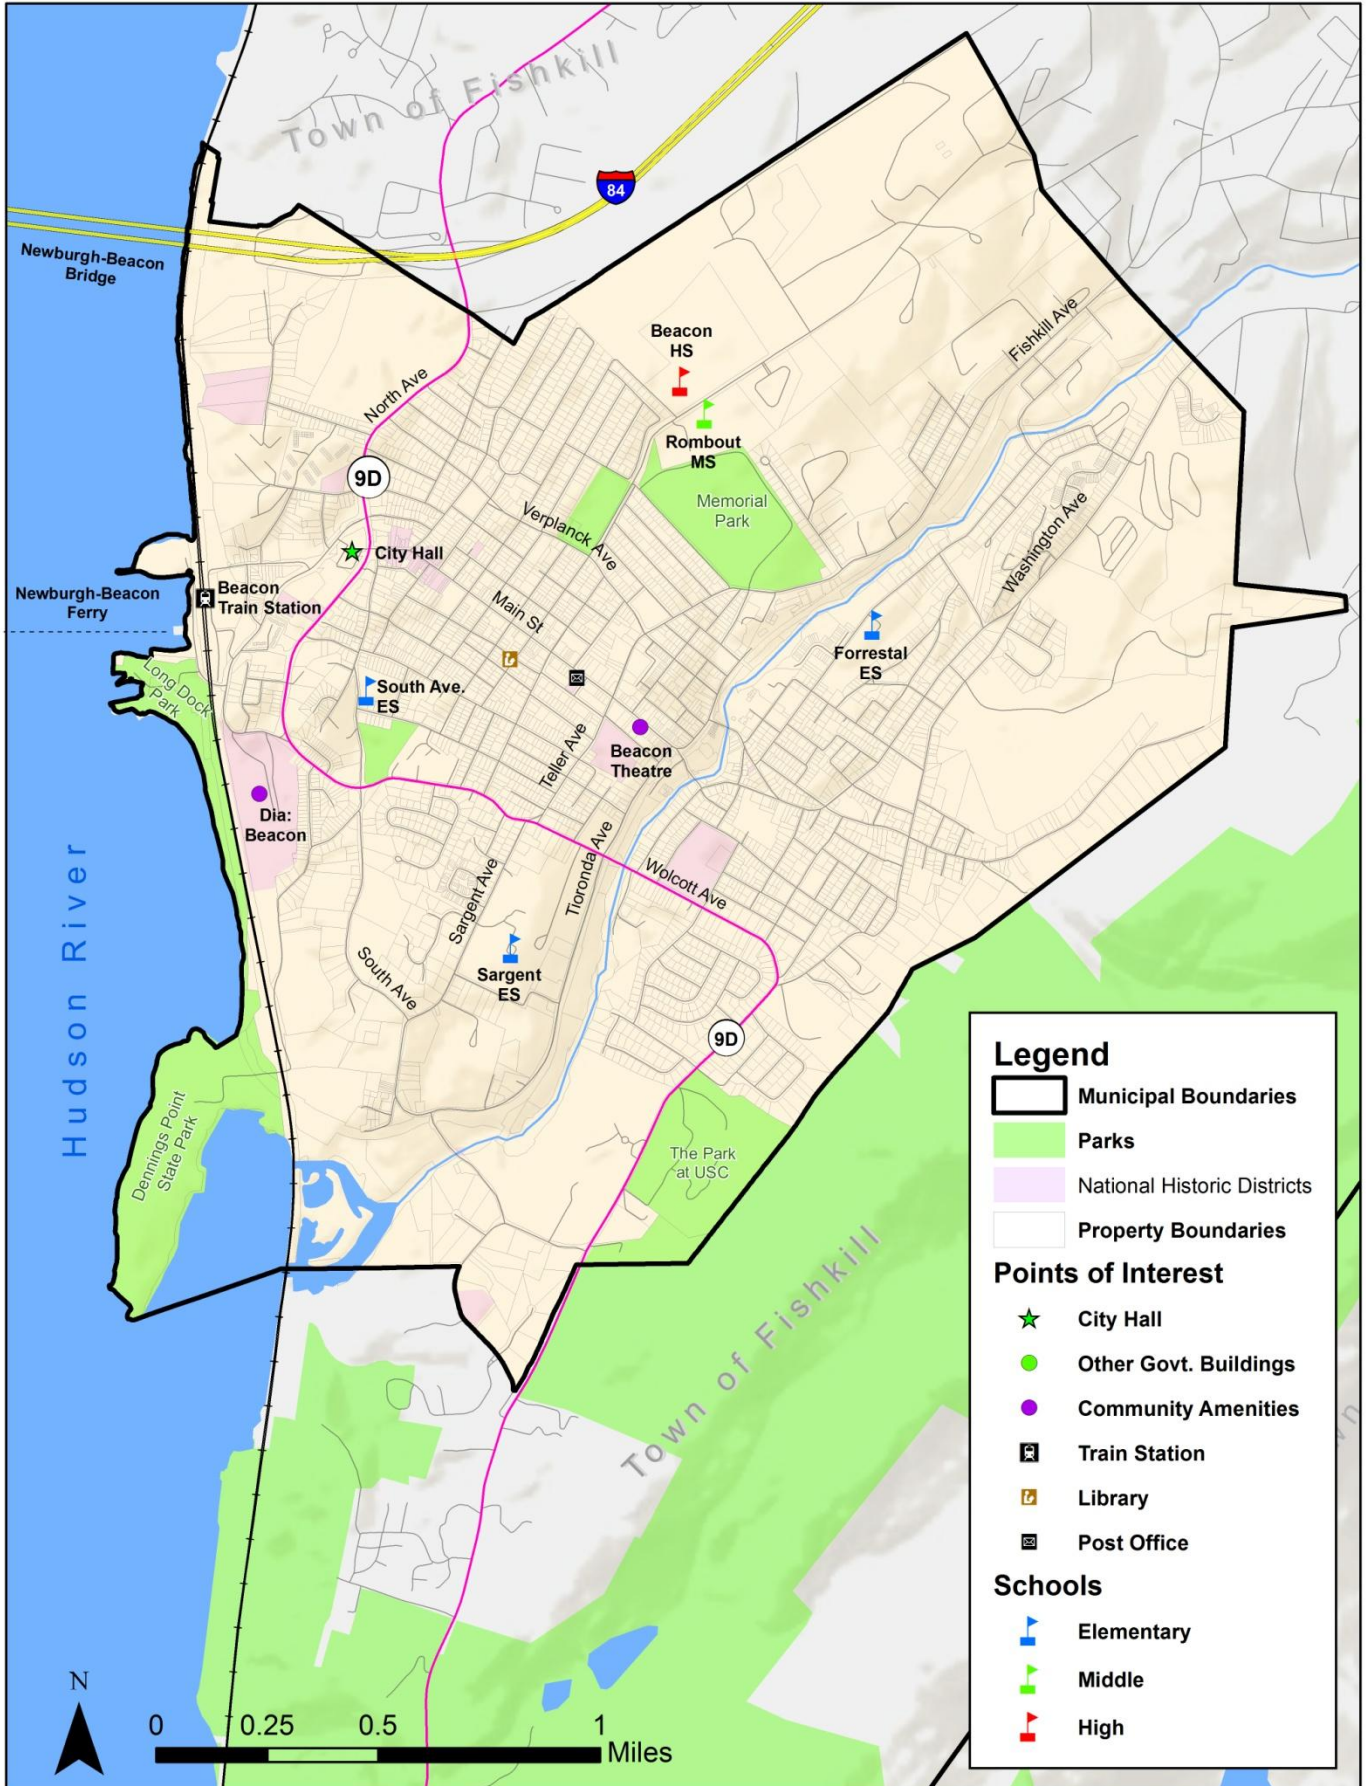 Town of Fishkill
84
Newburgh-Beacon
Bridge
Fishkill Ave
Beacon
HS
North Ave
Rombout
MS
9D
Memorial
Park
Verplanck Ave
Washington Ave
City Hall
Newburgh-Beacon
Ferry
Beacon
Train Station
Main St
Forrestal
ES
Long Dock
Park
South Ave.
ES
Teller Ave
Beacon
Theatre
Dia:
Beacon
Tioronda Ave
Wolcott Ave
Sargent Ave
Hudson River
South Ave
Sargent
ES
9D
Dennings Point
State Park
The Park
at USC
Town of Fishkill
Legend
Municipal Boundaries
Parks
National Historic Districts
Property Boundaries
Points of Interest
City Hall
Other Govt. Buildings
Community Amenities
Train Station
Library
Post Office
Schools
Elementary
Middle
High
N
0 0.25 0.5 1
Miles